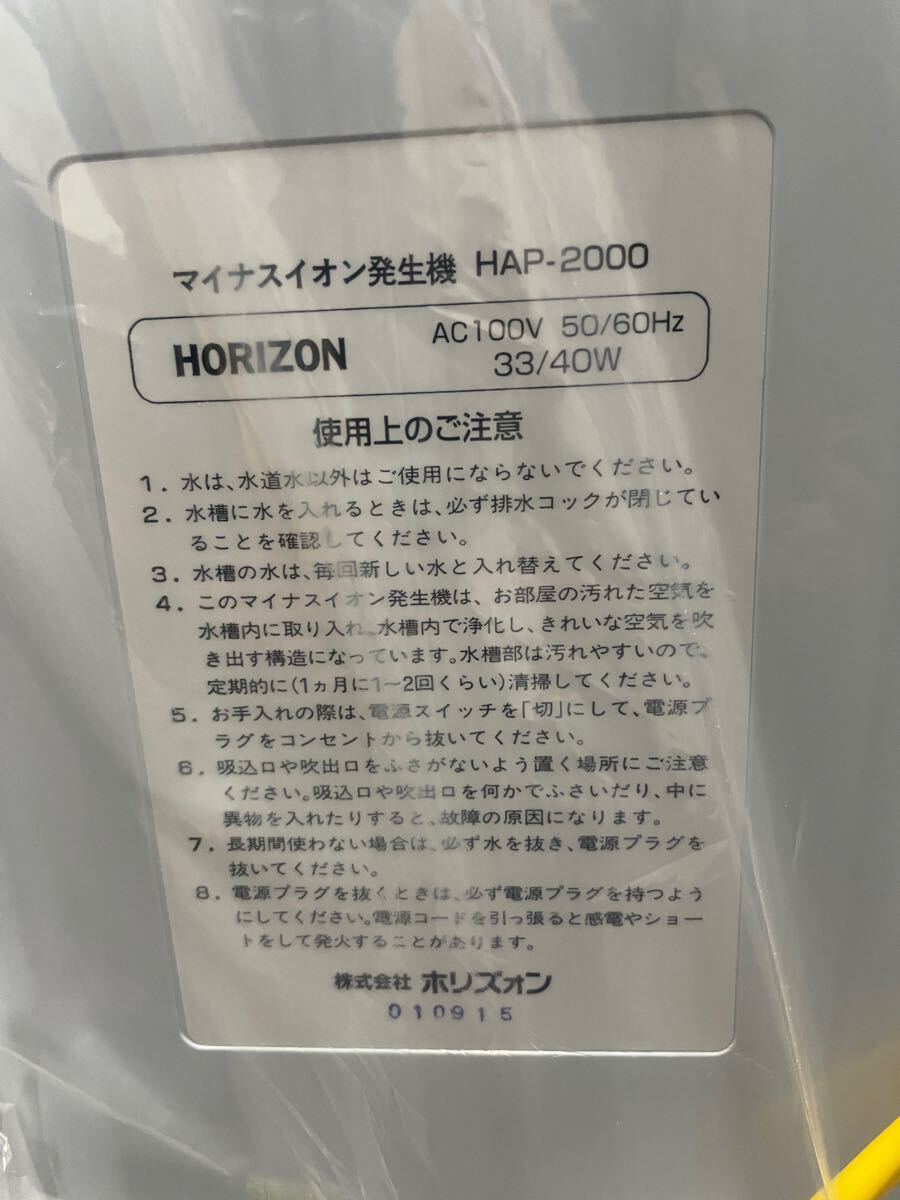 マイナスイオン発生機 HAP-2000
HORIZON
AC100V 50/60Hz
33/40W
使用上のご注意
1. 水は、水道水以外はご使用にならないでください。
2. 水槽に水を入れるときは、必ず排水コックが閉じてい
ることを確認してください。
3. 水槽の水は、毎回新しい水と入れ替えてください。
4. このマイナスイオン発生機は、お部屋の汚れた空気を
水槽内に取り入れ、水槽内で浄化し、きれいな空気を吹
き出す構造になっています。水槽部は汚れやすいので、
定期的に(1ヵ月に1〜2回くらい)清掃してください。
5. お手入れの際は、電源スイッチを「切」にして、電源プ
ラグをコンセントから抜いてください。
6. 吸込口や吹出口をふさがないよう置く場所にご注意
ください。吸込口や吹出口を何かでふさいだり、中に
異物を入れたりすると、故障の原因になります。
7. 長期間使わない場合は、必ず水を抜き、電源プラグを
抜いてください。
8. 電源プラグを抜くときは、必ず電源プラグを持つよう
にしてください。電源コードを引っ張ると感電やショー
トをして発火することがあります。
株式会社 ホリズォン
010915